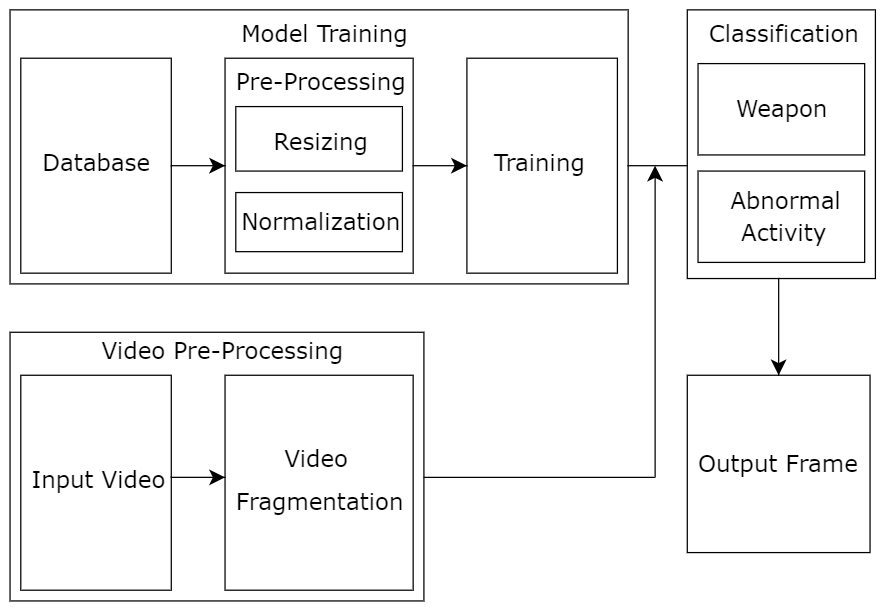 Model Training
Database
Pre-Processing
Resizing
Normalization
Training
Classification
Weapon
Abnormal
Activity
Video Pre-Processing
Input Video
Video
Fragmentation
Output Frame